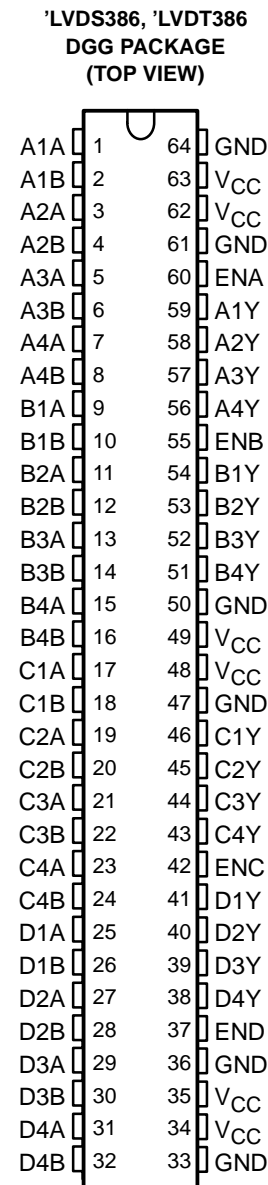 ’LVDS386, ’LVDT386
DGG PACKAGE
(TOP VIEW)
A1A 1 64 GND
A1B 2 63 VCC
A2A 3 62 VCC
A2B 4 61 GND
A3A 5 60 ENA
A3B 6 59 A1Y
A4A 7 58 A2Y
A4B 8 57 A3Y
B1A 9 56 A4Y
B1B 10 55 ENB
B2A 11 54 B1Y
B2B 12 53 B2Y
B3A 13 52 B3Y
B3B 14 51 B4Y
B4A 15 50 GND
B4B 16 49 VCC
C1A 17 48 VCC
C1B 18 47 GND
C2A 19 46 C1Y
C2B 20 45 C2Y
C3A 21 44 C3Y
C3B 22 43 C4Y
C4A 23 42 ENC
C4B 24 41 D1Y
D1A 25 40 D2Y
D1B 26 39 D3Y
D2A 27 38 D4Y
D2B 28 37 END
D3A 29 36 GND
D3B 30 35 VCC
D4A 31 34 VCC
D4B 32 33 GND